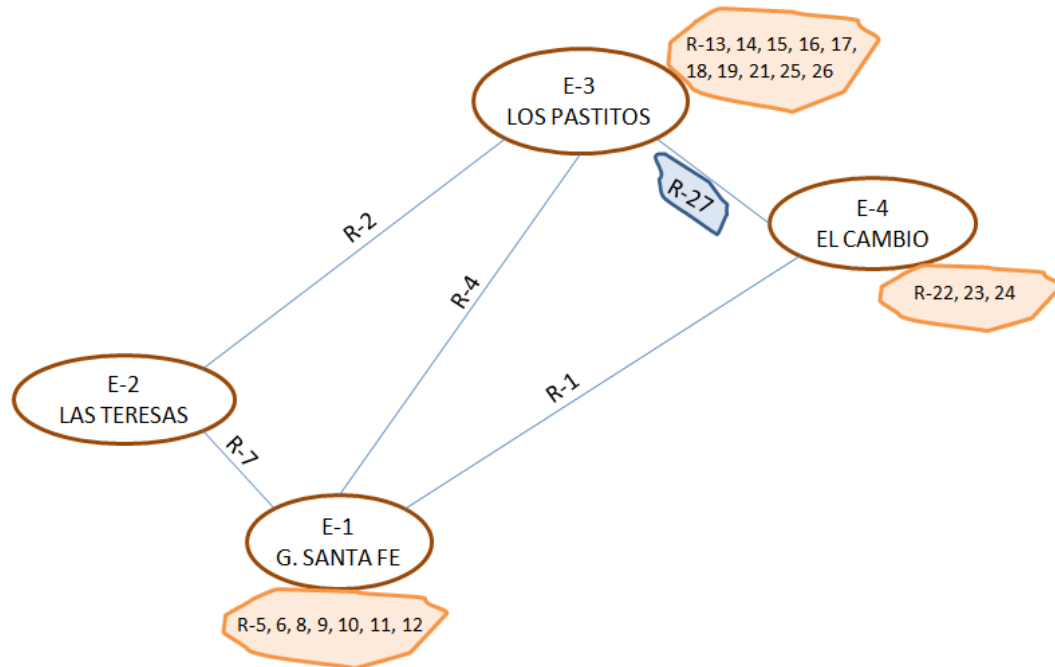 R-13, 14, 15, 16, 17,
18, 19, 21, 25, 26
E-3
LOS PASTITOS
R-27
E-4
EL CAMBIO
R-22, 23, 24
R-2
R-4
R-1
E-2
LAS TERESAS
R-7
E-1
G. SANTA FE
R-5, 6, 8, 9, 10, 11, 12